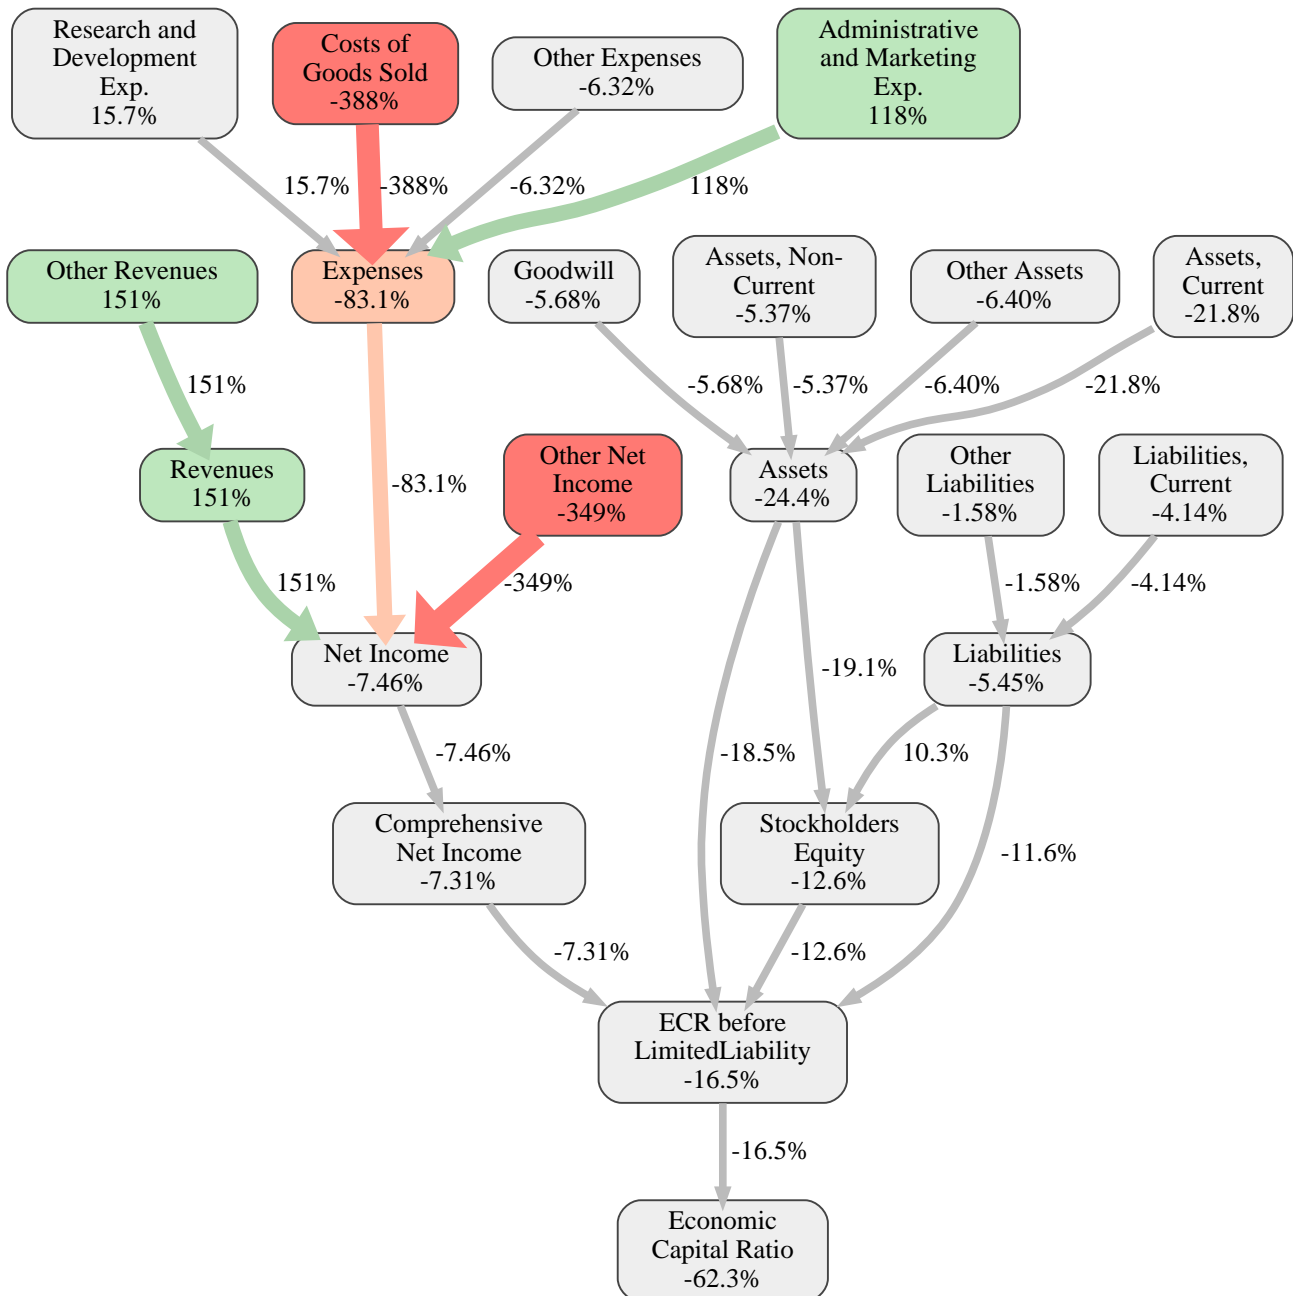 Research and
Development
Exp.
15.7%
Costs of
Goods Sold
-388%
Other Expenses
-6.32%
Administrative
and Marketing
Exp.
118%
15.7%
-388%
-6.32%
118%
Other Revenues
151%
Expenses
-83.1%
Goodwill
-5.68%
Assets, Non-
Current
-5.37%
Other Assets
-6.40%
Assets,
Current
-21.8%
151%
-5.68%
-5.37%
-6.40%
-21.8%
Revenues
151%
-83.1%
Other Net
Income
-349%
Assets
-24.4%
Other
Liabilities
-1.58%
Liabilities,
Current
-4.14%
151%
-349%
-1.58%
-4.14%
Net Income
-7.46%
-19.1%
Liabilities
-5.45%
-7.46%
-18.5%
10.3%
Comprehensive
Net Income
-7.31%
Stockholders
Equity
-12.6%
-11.6%
-7.31%
-12.6%
ECR before
LimitedLiability
-16.5%
-16.5%
Economic
Capital Ratio
-62.3%